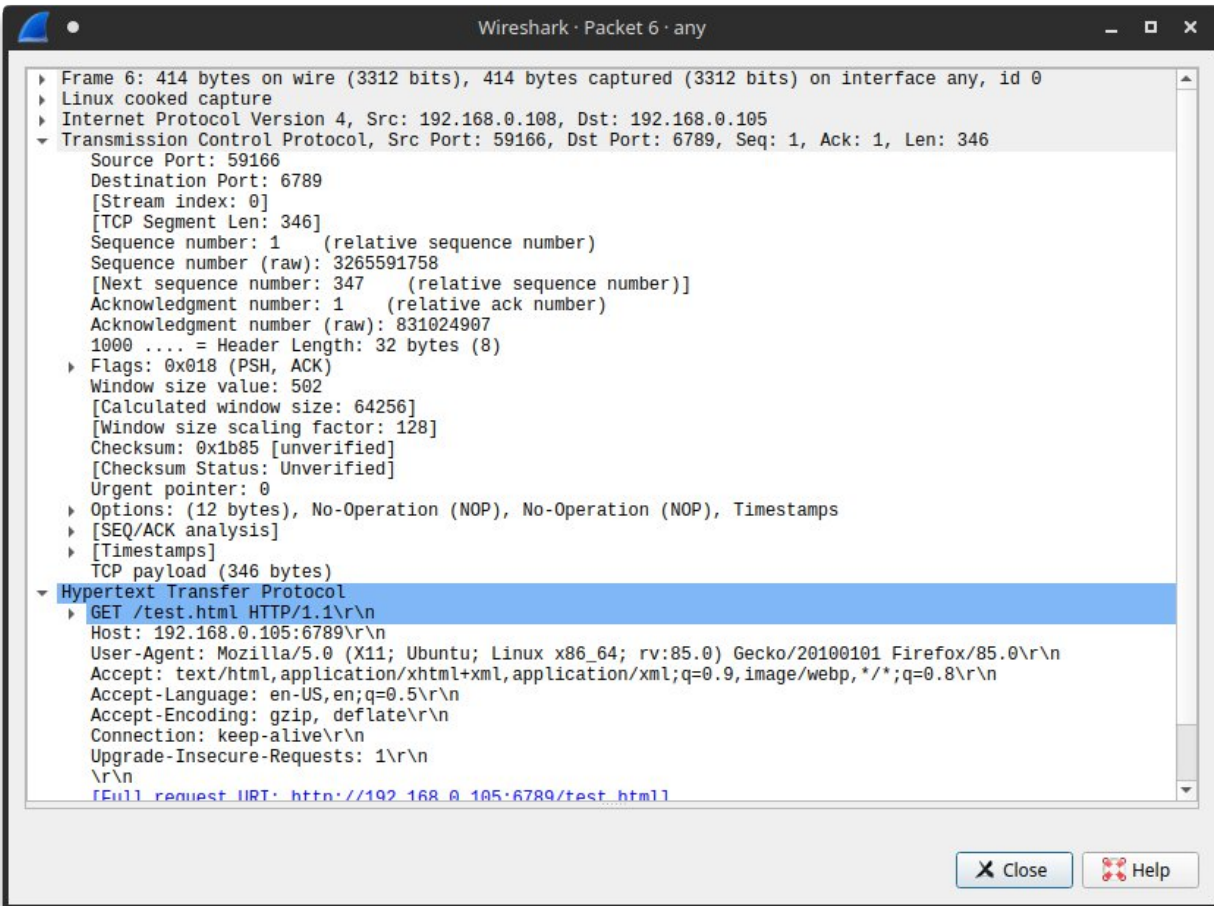 Wireshark · Packet 6 · any
Frame 6: 414 bytes on wire (3312 bits), 414 bytes captured (3312 bits) on interface any, id 0
Linux cooked capture
Internet Protocol Version 4, Src: 192.168.0.108, Dst: 192.168.0.105
Transmission Control Protocol, Src Port: 59166, Dst Port: 6789, Seq: 1, Ack: 1, Len: 346
Source Port: 59166
Destination Port: 6789
[Stream index: 0]
[TCP Segment Len: 346]
Sequence number: 1    (relative sequence number)
Sequence number (raw): 3265591758
[Next sequence number: 347    (relative sequence number)]
Acknowledgment number: 1    (relative ack number)
Acknowledgment number (raw): 831024907
1000 .... = Header Length: 32 bytes (8)
Flags: 0x018 (PSH, ACK)
Window size value: 502
[Calculated window size: 64256]
[Window size scaling factor: 128]
Checksum: 0x1b85 [unverified]
[Checksum Status: Unverified]
Urgent pointer: 0
Options: (12 bytes), No-Operation (NOP), No-Operation (NOP), Timestamps
[SEQ/ACK analysis]
[Timestamps]
TCP payload (346 bytes)
Hypertext Transfer Protocol
GET /test.html HTTP/1.1\r\n
Host: 192.168.0.105:6789\r\n
User-Agent: Mozilla/5.0 (X11; Ubuntu; Linux x86_64; rv:85.0) Gecko/20100101 Firefox/85.0\r\n
Accept: text/html,application/xhtml+xml,application/xml;q=0.9,image/webp,*/*;q=0.8\r\n
Accept-Language: en-US,en;q=0.5\r\n
Accept-Encoding: gzip, deflate\r\n
Connection: keep-alive\r\n
Upgrade-Insecure-Requests: 1\r\n
\r\n
[Full request URI: http://192.168.0.105:6789/test.html]
Close
Help